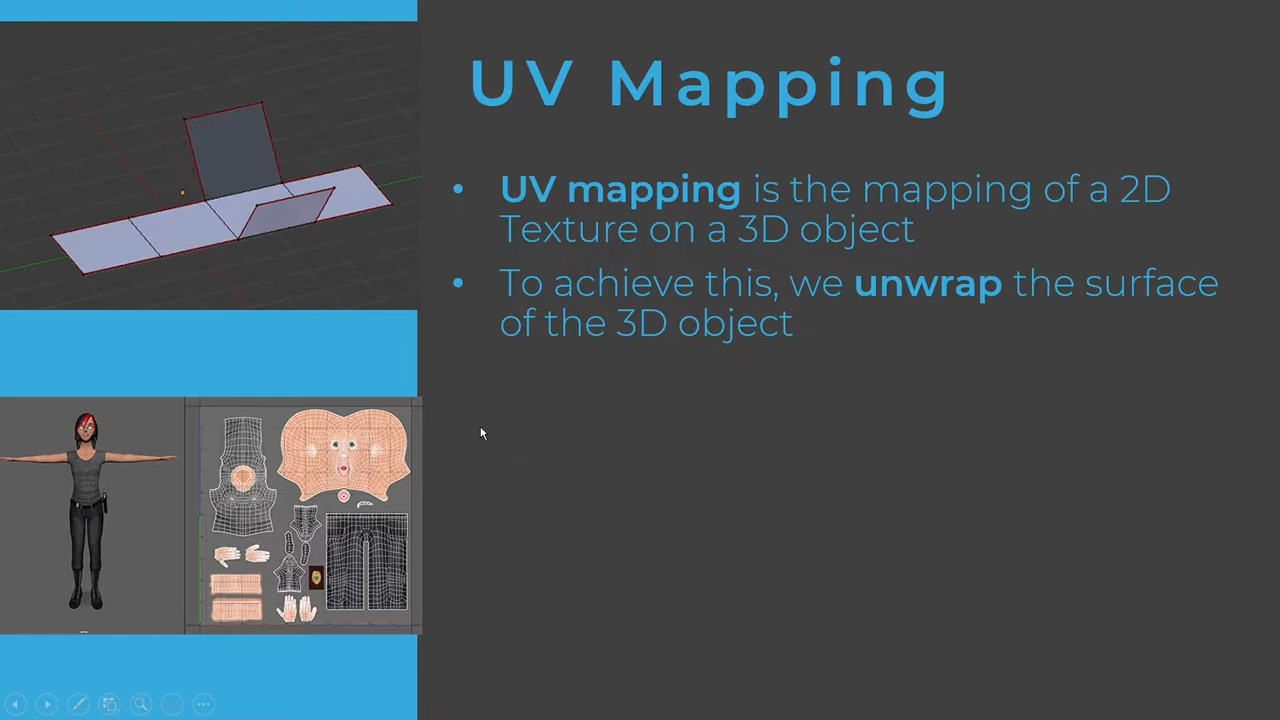 UV Mapping
• UV mapping is the mapping of a 2D
Texture on a 3D object
• To achieve this, we unwrap the surface
of the 3D object